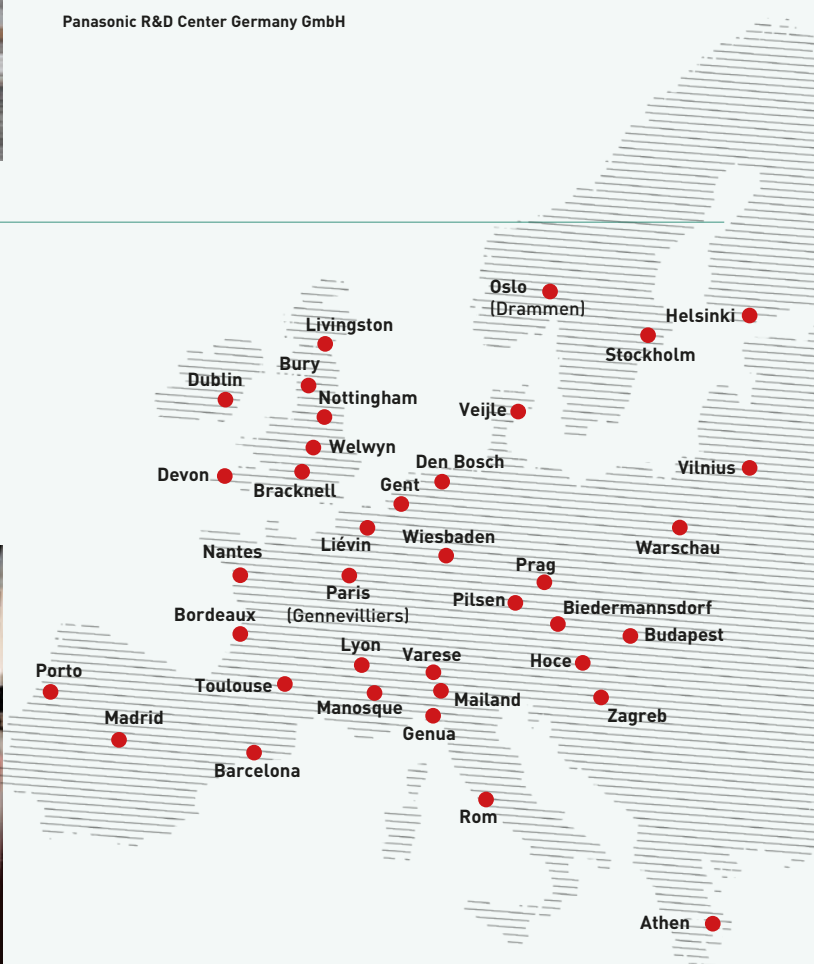 Panasonic R&D Center Germany GmbH
Oslo
(Drammen)
Helsinki
Livingston
Stockholm
Bury
Dublin
Nottingham
Veijle
Welwyn
Den Bosch
Devon
Vilnius
Bracknell
Gent
Liévin
Wiesbaden
Warschau
Nantes
Prag
Paris
(Gennevilliers)
Pilsen
Biedermannsdorf
Bordeaux
Budapest
Lyon
Varese
Hoce
Porto
Toulouse
Manosque
Mailand
Madrid
Genua
Zagreb
Barcelona
Rom
Athen